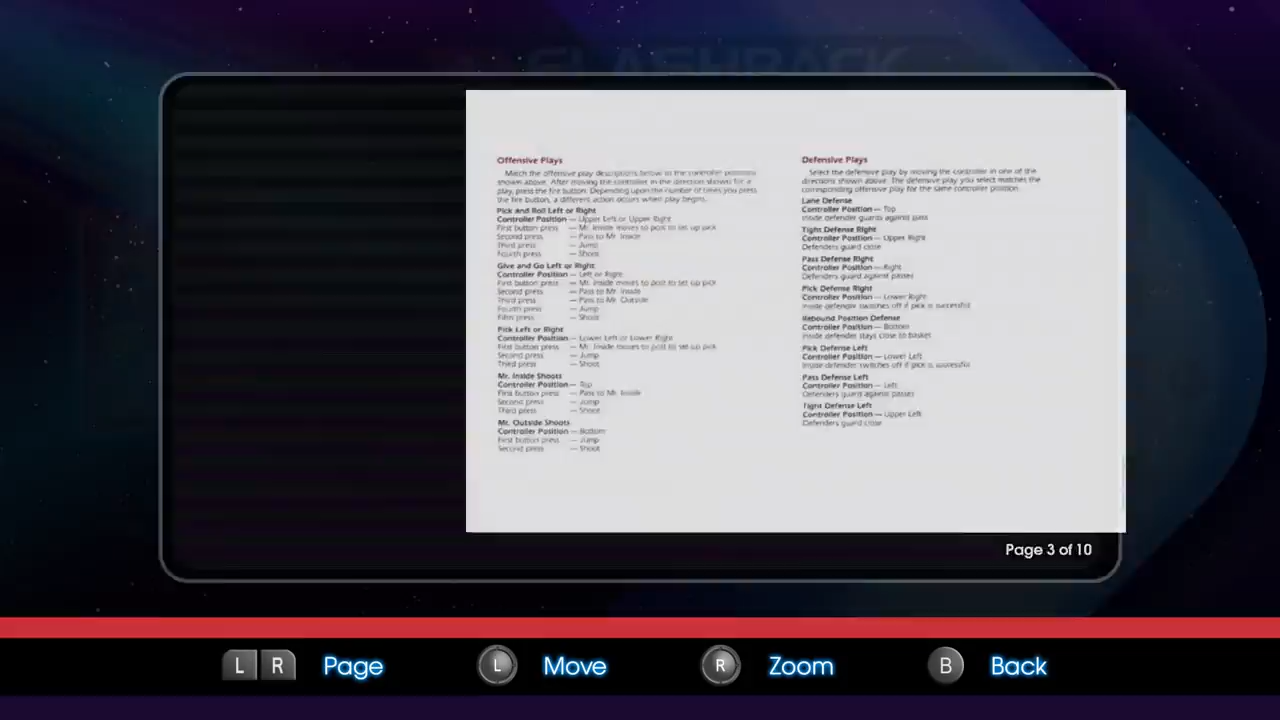 FLASHBACK
Offensive Plays
Match the offensive play descriptions below to the controller positions
shown above. After moving the controller in the direction shown for a
play, press the fire button. Depending upon the number of times you press
the fire button, a different action occurs when play begins.
Pick and Roll Left or Right
Controller Position — Upper Left or Upper Right
First button press — Mr. Inside moves to post to set up pick
Second press — Pass to Mr. Inside
Third press — Jump
Fourth press — Shoot
Give and Go Left or Right
Controller Position — Left or Right
First button press — Mr. Inside moves to post to set up pick
Second press — Pass to Mr. Inside
Third press — Pass to Mr. Outside
Fourth press — Jump
Fifth press — Shoot
Pick Left or Right
Controller Position — Lower Left or Lower Right
First button press — Mr. Inside moves to post to set up pick
Second press — Jump
Third press — Shoot
Mr. Inside Shoots
Controller Position — Top
First button press — Pass to Mr. Inside
Second press — Jump
Third press — Shoot
Mr. Outside Shoots
Controller Position — Bottom
First button press — Jump
Second press — Shoot
Defensive Plays
Select the defensive play by moving the controller in one of the
directions shown above. The defensive play you select matches the
corresponding offensive play for the same controller position.
Lane Defense
Controller Position — Top
Inside defender guards against pass
Tight Defense Right
Controller Position — Upper Right
Defenders guard close
Pass Defense Right
Controller Position — Right
Defenders guard against passes
Pick Defense Right
Controller Position — Lower Right
Inside defender switches off if pick is successful
Rebound Position Defense
Controller Position — Bottom
Inside defender stays close to basket
Pick Defense Left
Controller Position — Lower Left
Inside defender switches off if pick is successful
Pass Defense Left
Controller Position — Left
Defenders guard against passes
Tight Defense Left
Controller Position — Upper Left
Defenders guard close
Page 3 of 10
L R Page
L Move
R Zoom
B Back